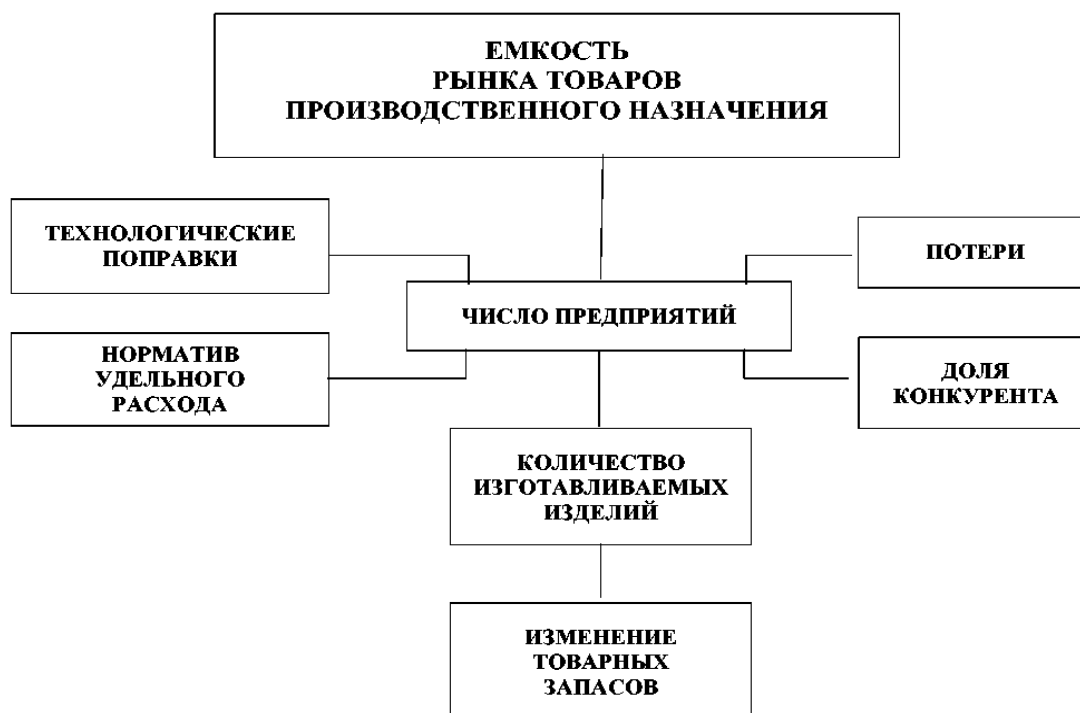 ЕМКОСТЬ
РЫНКА ТОВАРОВ
ПРОИЗВОДСТВЕННОГО НАЗНАЧЕНИЯ
ТЕХНОЛОГИЧЕСКИЕ
ПОПРАВКИ
ПОТЕРИ
ЧИСЛО ПРЕДПРИЯТИЙ
НОРМАТИВ
УДЕЛЬНОГО
РАСХОДА
ДОЛЯ
КОНКУРЕНТА
КОЛИЧЕСТВО
ИЗГОТАВЛИВАЕМЫХ
ИЗДЕЛИЙ
ИЗМЕНЕНИЕ
ТОВАРНЫХ
ЗАПАСОВ